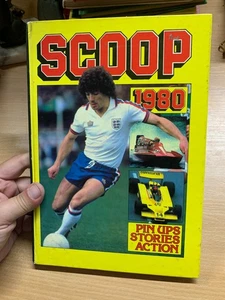 SCOOP
1980
PIN UPS
STORIES
ACTION